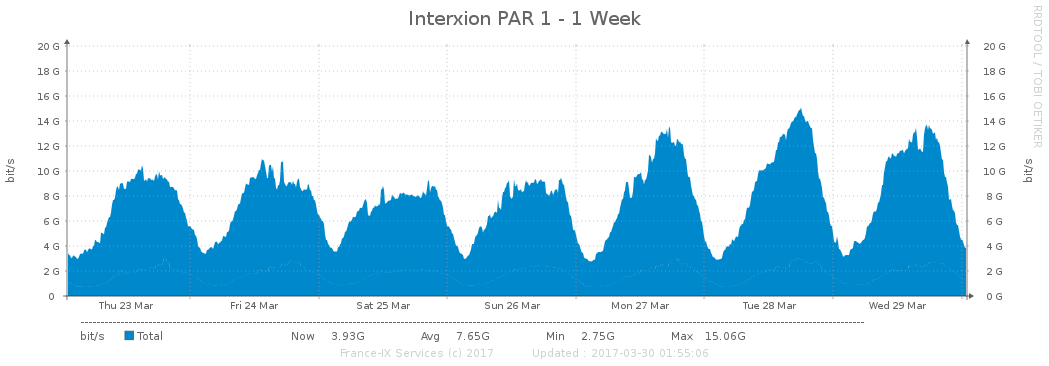 Interxion PAR 1 - 1 Week
RRDTOOL / TOBI OETIKER
bit/s
bit/s
20 G 20 G
18 G 18 G
16 G 16 G
14 G 14 G
12 G 12 G
10 G 10 G
8 G 8 G
6 G 6 G
4 G 4 G
2 G 2 G
0 0 G
Thu 23 Mar Fri 24 Mar Sat 25 Mar Sun 26 Mar Mon 27 Mar Tue 28 Mar Wed 29 Mar
bit/s Total Now 3.93G Avg 7.65G Min 2.75G Max 15.06G
France-IX Services (c) 2017 Updated : 2017-03-30 01:55:06